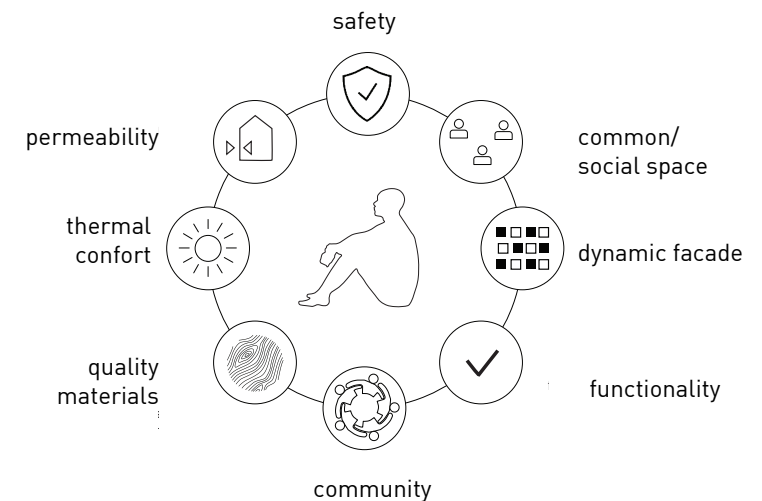 safety
common/
social space
dynamic facade
functionality
community
quality
materials
thermal
confort
permeability